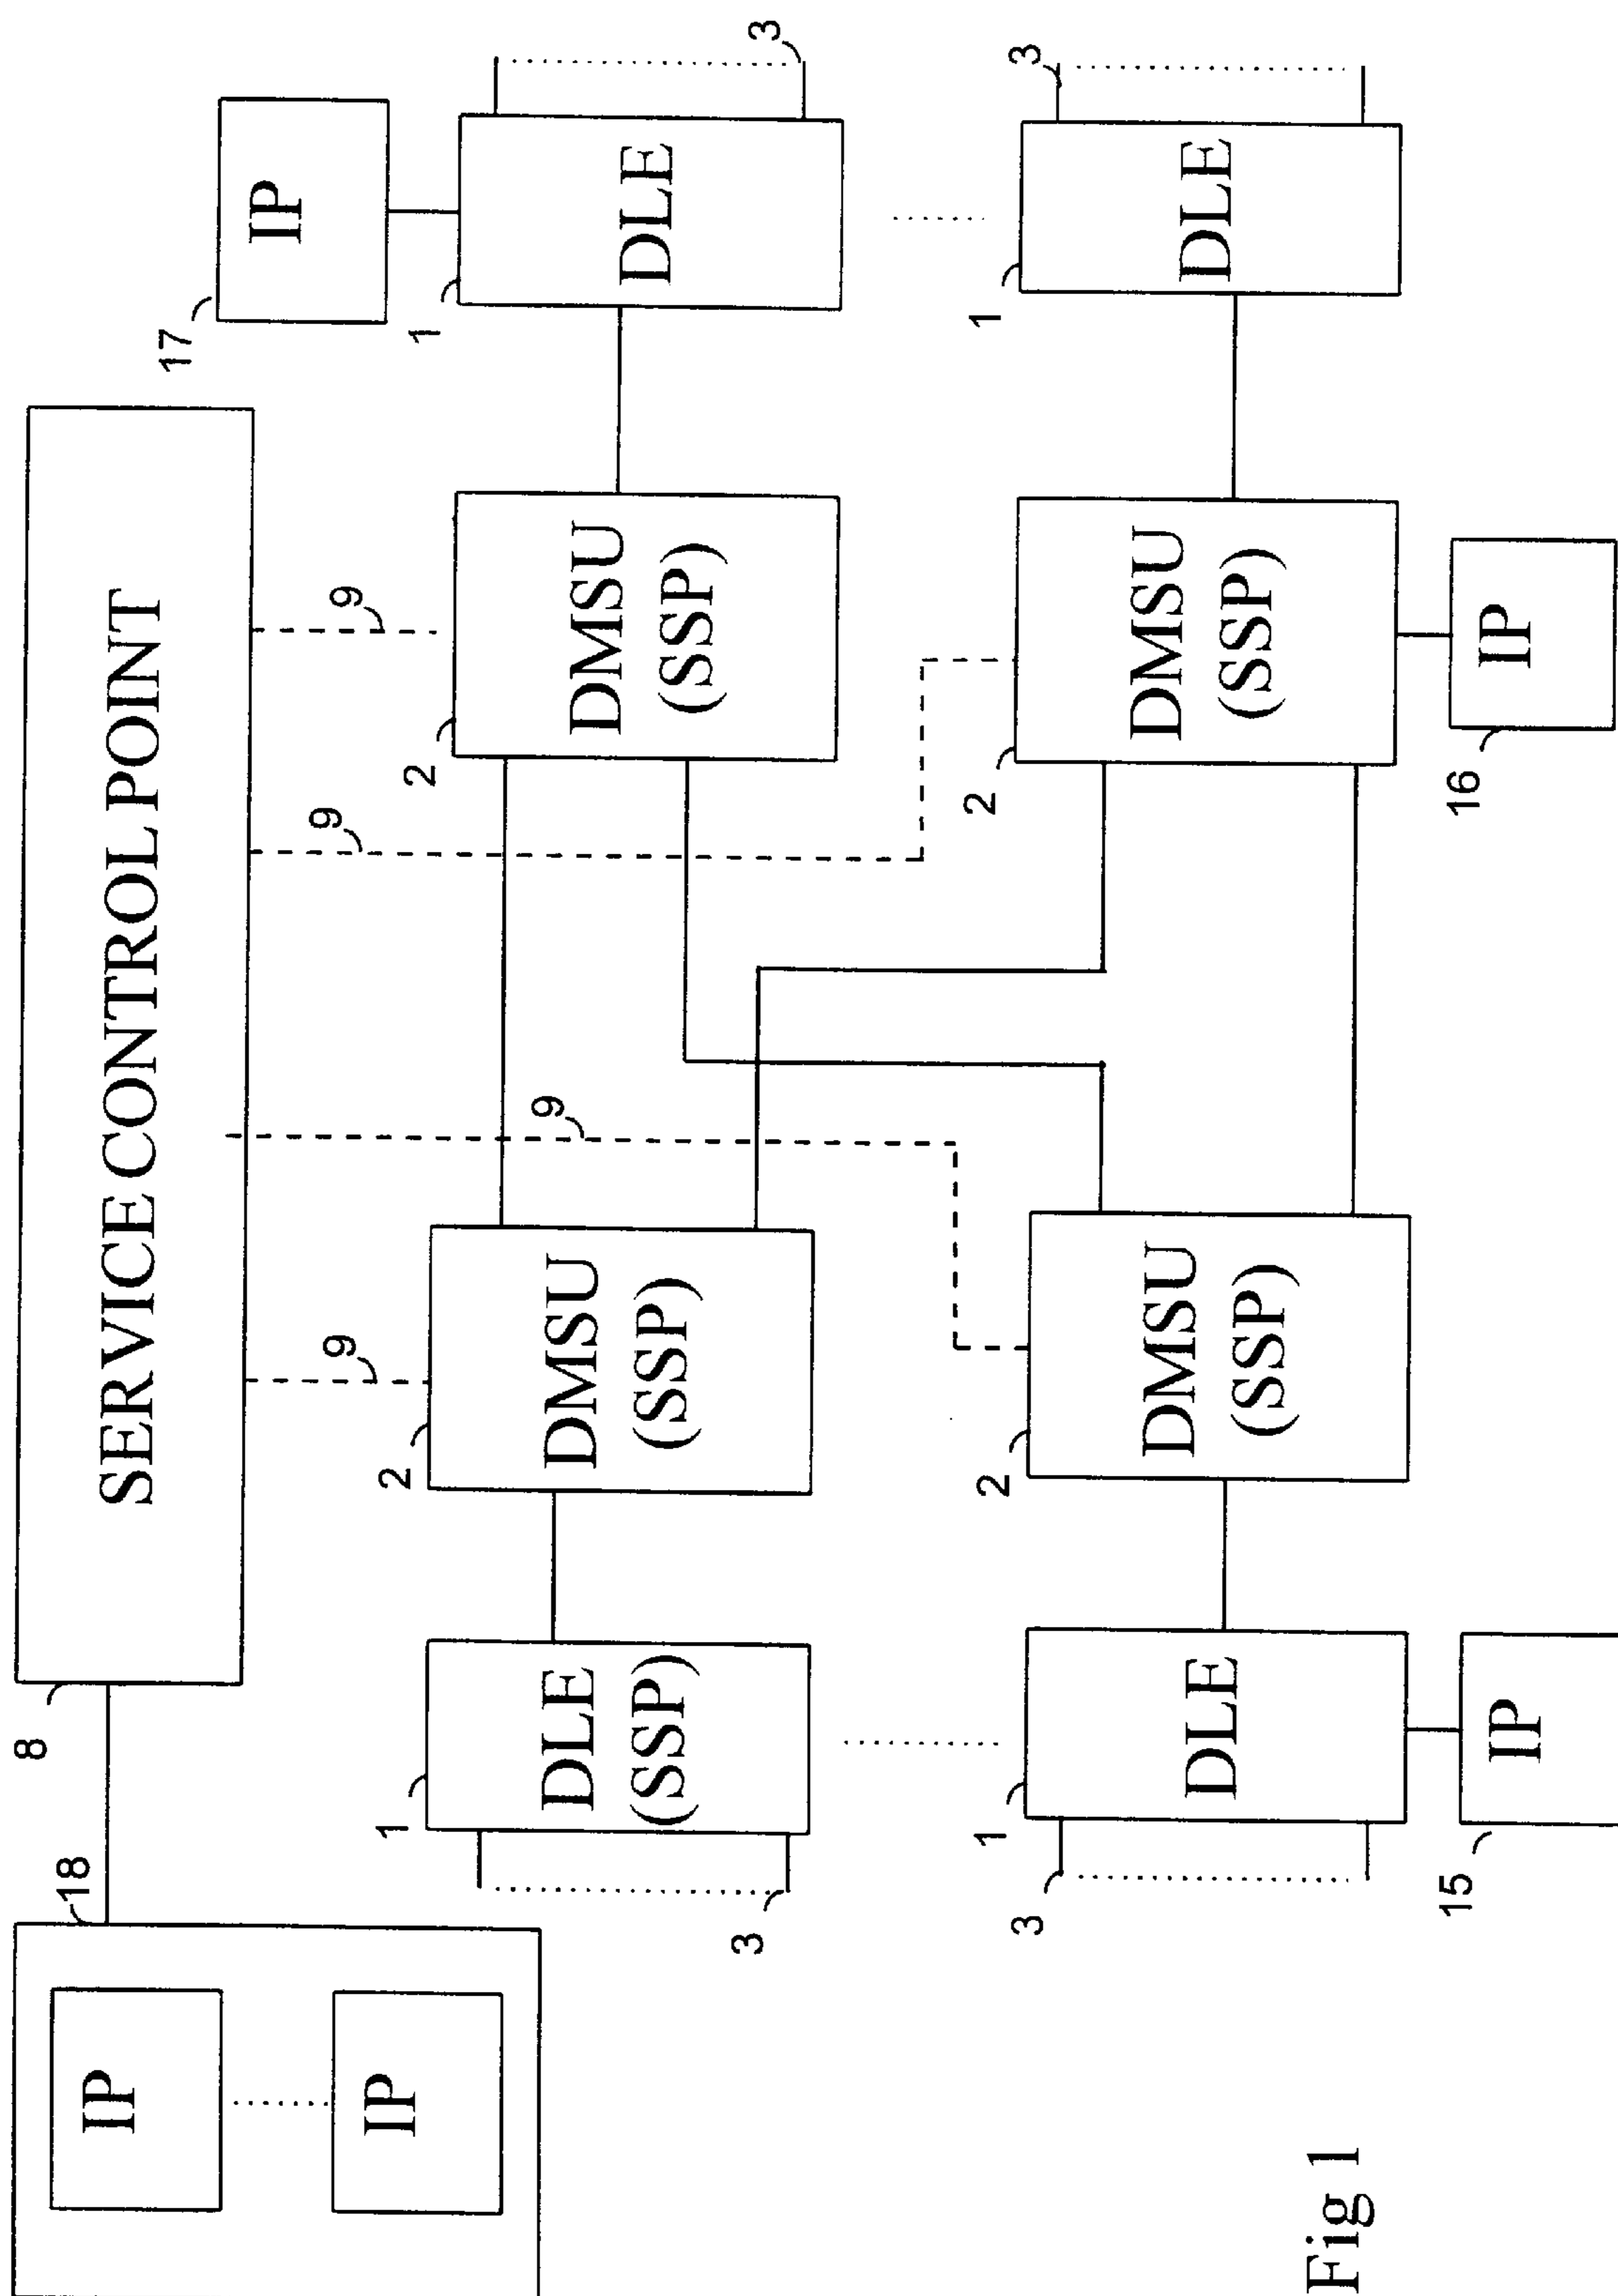 8
18
SERVICE CONTROL POINT
IP
IP
17
IP
9
9
9
9
1
2
2
1
DLE
(SSP)
DMSU
(SSP)
DMSU
(SSP)
DLE
3
3
1
2
2
1
3
3
DLE
DMSU
(SSP)
DMSU
(SSP)
DLE
15
IP
16
IP
Fig 1